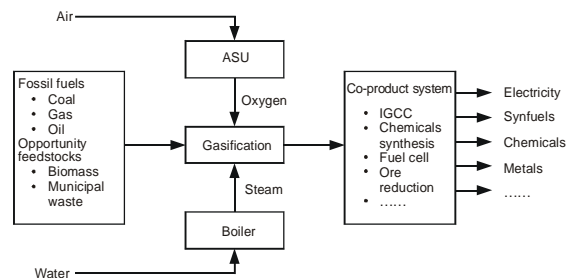 Air
ASU
Oxygen
Fossil fuels
• Coal
• Gas
• Oil
Opportunity
feedstocks
• Biomass
• Municipal
waste
Gasification
Steam
Boiler
Water
Co-product system
• IGCC
• Chemicals
synthesis
• Fuel cell
• Ore
reduction
• ......
Electricity
Synfuels
Chemicals
Metals
......